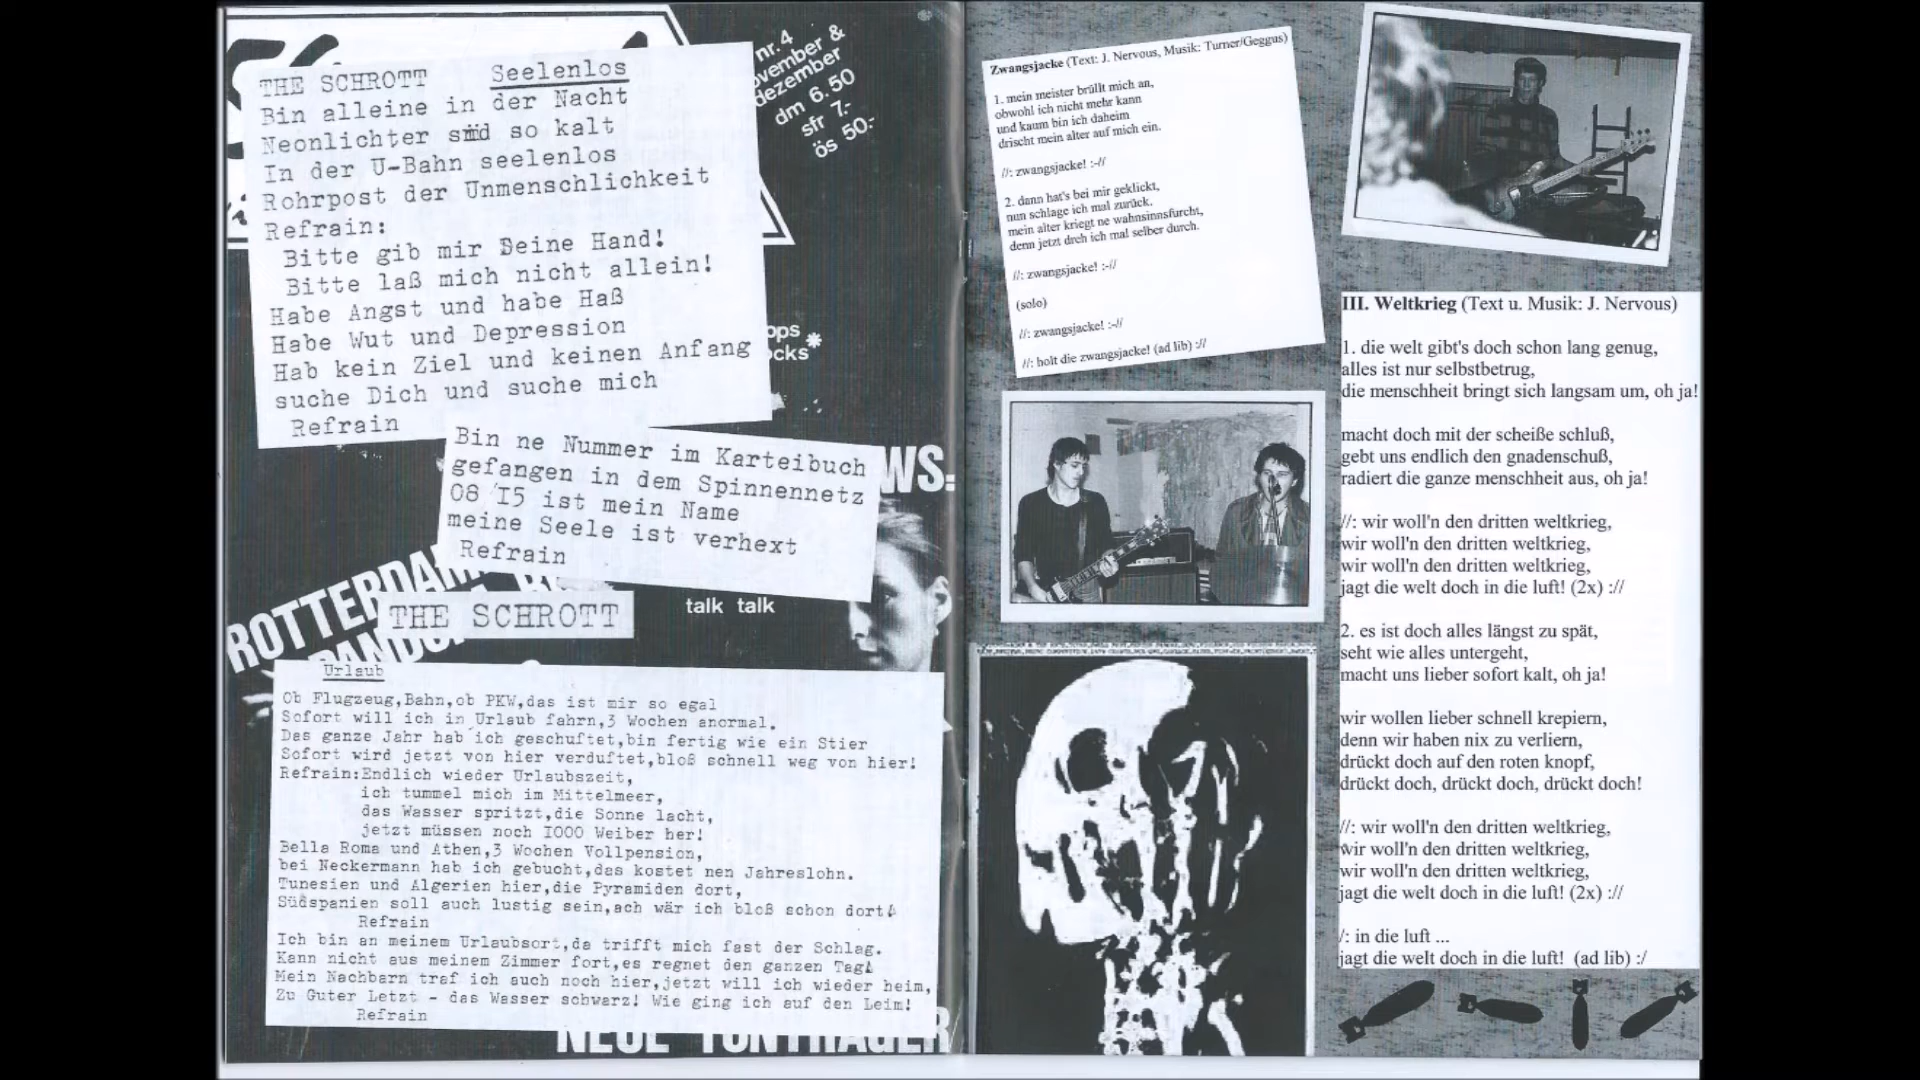 nr. 4
november &
dezember
dm 6.50
sfr 7.-
ös 50.-
THE SCHROTT Seelenlos
Bin alleine in der Nacht
Neonlichter sind so kalt
In der U-Bahn seelenlos
Rohrpost der Unmenschlichkeit
Refrain:
Bitte gib mir Deine Hand!
Bitte laß mich nicht allein!
Habe Angst und habe Haß
Habe Wut und Depression
Hab kein Ziel und keinen Anfang
suche Dich und suche mich
Refrain
Bin ne Nummer im Karteibuch
gefangen in dem Spinnennetz
08 I5 ist mein Name
meine Seele ist verhext
Refrain
ROTTERDAM
talk talk
THE SCHROTT
Urlaub
Ob Flugzeug,Bahn,ob PKW,das ist mir so egal
Sofort will ich in Urlaub fahrn,3 Wochen anormal.
Das ganze Jahr hab ich geschuftet,bin fertig wie ein Stier
Sofort wird jetzt von hier verduftet,bloß schnell weg von hier!
Refrain:Endlich wieder Urlaubszeit,
ich tummel mich im Mittelmeer,
das Wasser spritzt,die Sonne lacht,
jetzt müssen noch I000 Weiber her!
Bella Roma und Athen,3 Wochen Vollpension,
bei Neckermann hab ich gebucht,das kostet nen Jahreslohn.
Tunesien und Algerien hier,die Pyramiden dort,
Südspanien soll auch lustig sein,ach wär ich bloß schon dort!
Refrain
Ich bin an meinem Urlaubsort,da trifft mich fast der Schlag.
Kann nicht aus meinem Zimmer fort,es regnet den ganzen Tag!
Mein Nachbarn traf ich auch noch hier,jetzt will ich wieder heim,
Zu Guter Letzt - das Wasser schwarz! Wie ging ich auf den Leim!
Refrain
NEUE TONTRÄGER
Zwangsjacke (Text: J. Nervous, Musik: Turner/Geggus)
1. mein meister brüllt mich an,
obwohl ich nicht mehr kann
und kaum bin ich daheim
drischt mein alter auf mich ein.
//: zwangsjacke! :-//
2. dann hat's bei mir geklickt,
nun schlage ich mal zurück.
mein alter kriegt ne wahnsinnsfurcht,
denn jetzt dreh ich mal selber durch.
//: zwangsjacke! :-//
(solo)
//: zwangsjacke! :-//
//: holt die zwangsjacke! (ad lib) ://
III. Weltkrieg (Text u. Musik: J. Nervous)
1. die welt gibt's doch schon lang genug,
alles ist nur selbstbetrug,
die menschheit bringt sich langsam um, oh ja!
macht doch mit der scheiße schluß,
gebt uns endlich den gnadenschuß,
radiert die ganze menschheit aus, oh ja!
//: wir woll'n den dritten weltkrieg,
wir woll'n den dritten weltkrieg,
wir woll'n den dritten weltkrieg,
jagt die welt doch in die luft! (2x) ://
2. es ist doch alles längst zu spät,
seht wie alles untergeht,
macht uns lieber sofort kalt, oh ja!
wir wollen lieber schnell krepiern,
denn wir haben nix zu verliern,
drückt doch auf den roten knopf,
drückt doch, drückt doch, drückt doch!
//: wir woll'n den dritten weltkrieg,
wir woll'n den dritten weltkrieg,
wir woll'n den dritten weltkrieg,
jagt die welt doch in die luft! (2x) ://
/: in die luft ...
jagt die welt doch in die luft! (ad lib) :/